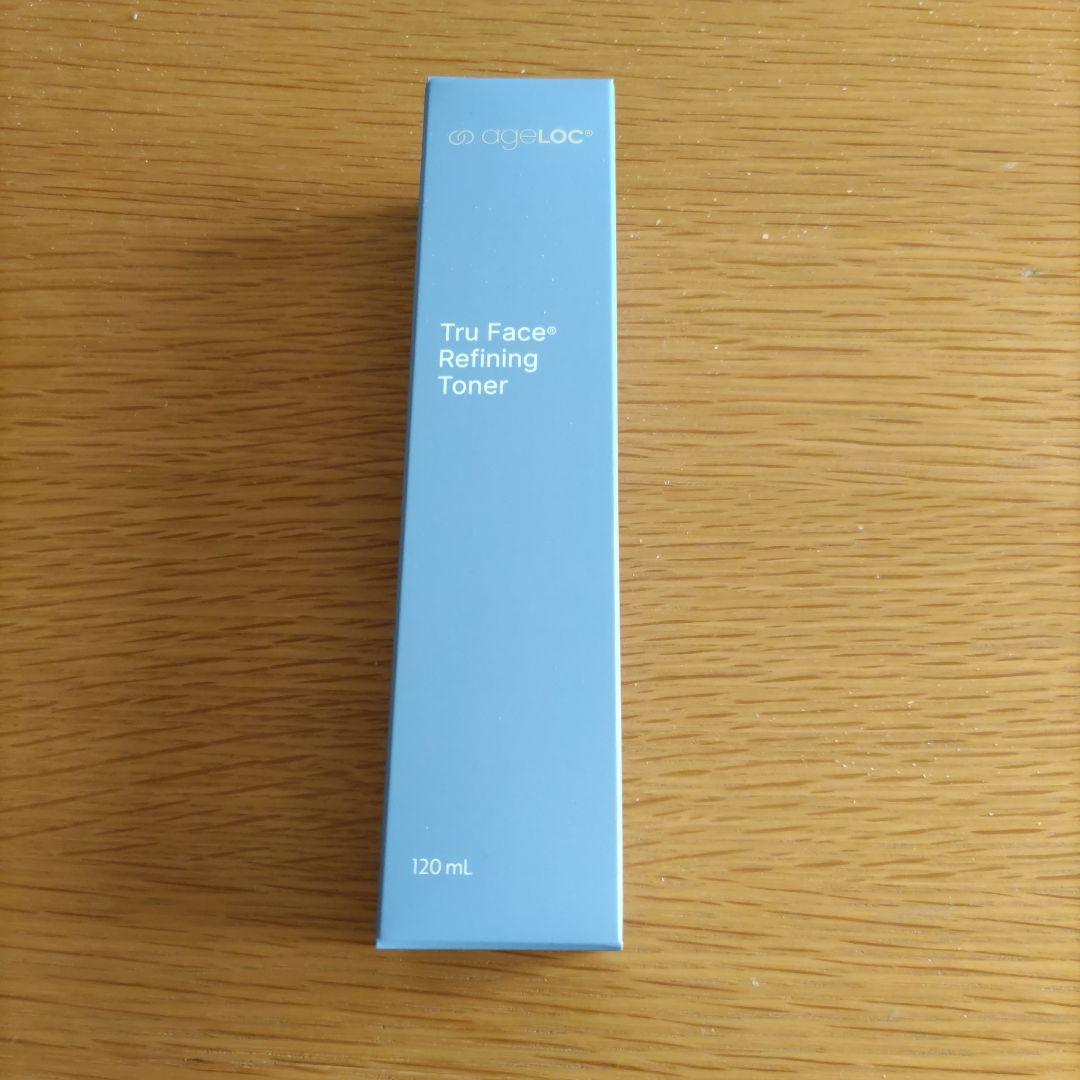 ageLOC®
Tru Face®
Refining
Toner
120 mL